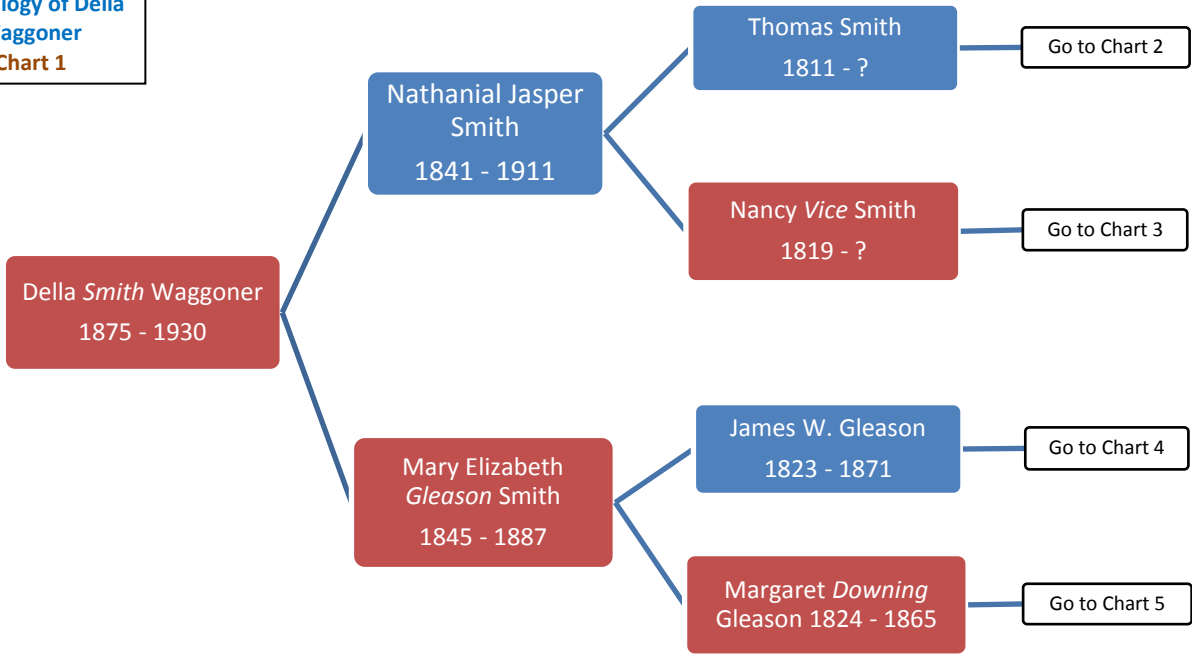 of Della
Chart 1
Thomas Smith
1811 - ?
Go to Chart 2
Nathanial Jasper
Smith
1841 - 1911
Nancy Vice Smith
1819 - ?
Go to Chart 3
Della Smith Waggoner
1875 - 1930
James W. Gleason
1823 - 1871
Go to Chart 4
Mary Elizabeth
Gleason Smith
1845 - 1887
Margaret Downing
Gleason 1824 - 1865
Go to Chart 5